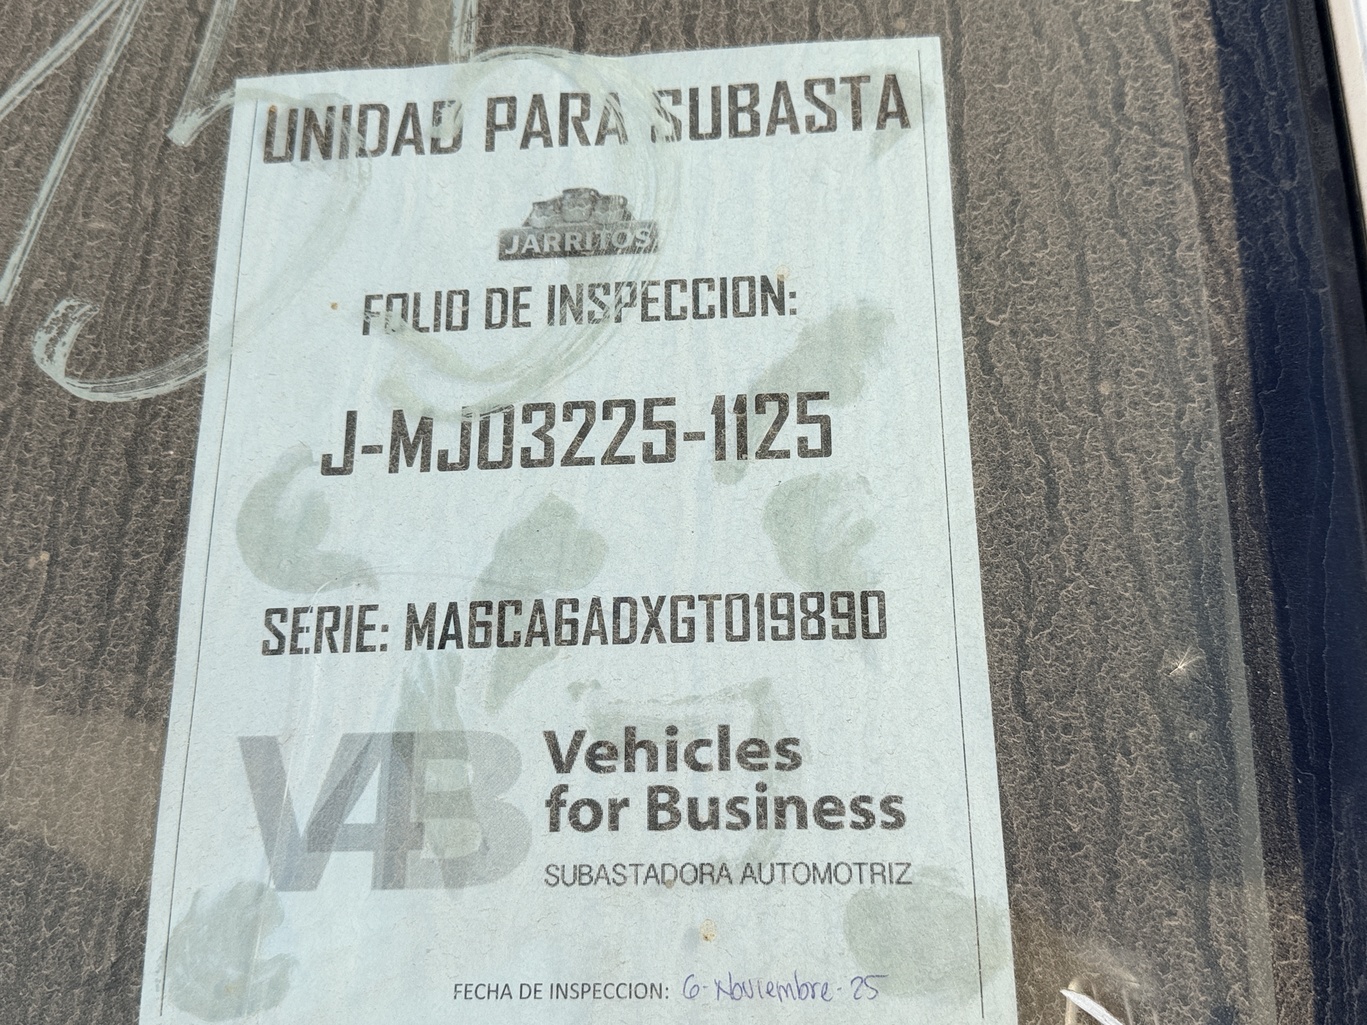 UNIDAD PARA SUBASTA
JARRITOS
FOLIO DE INSPECCION:
J-MJ03225-1125
SERIE: MA6CA6ADXGT019890
V4B
Vehicles
for Business
SUBASTADORA AUTOMOTRIZ
FECHA DE INSPECCION: 6-Noviembre-25